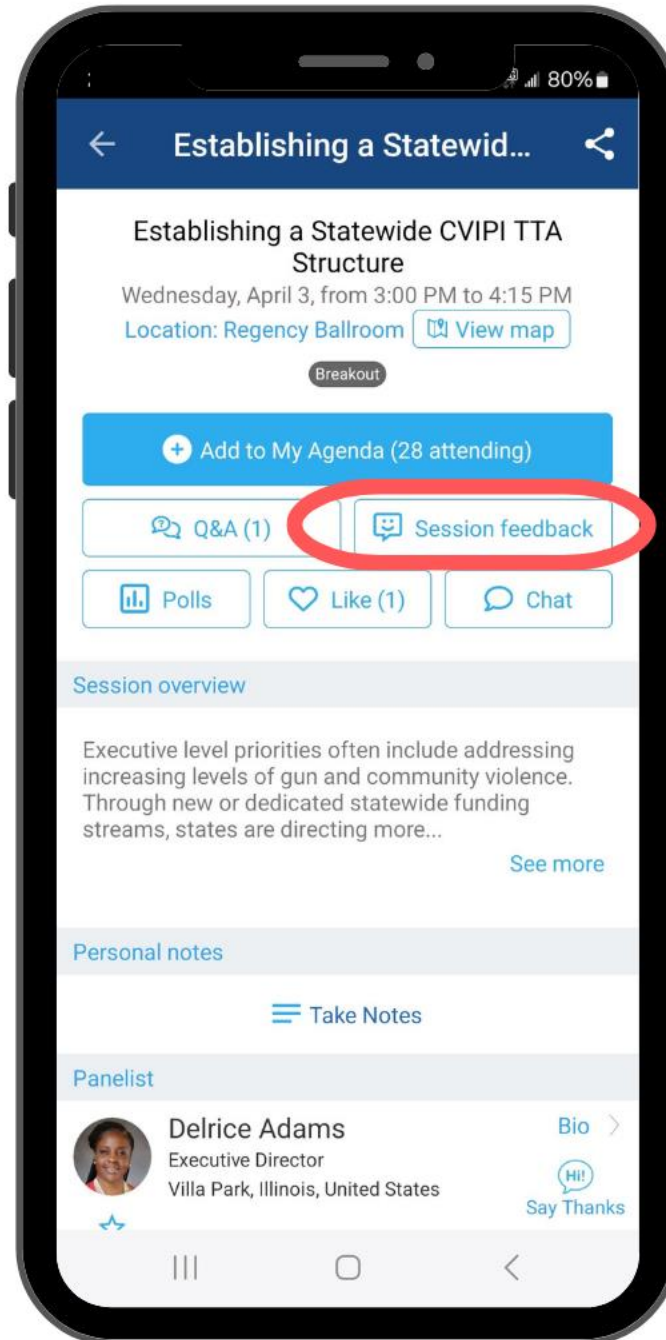 80%
Establishing a Statewid...
Establishing a Statewide CVIPI TTA
Structure
Wednesday, April 3, from 3:00 PM to 4:15 PM
Location: Regency Ballroom View map
Breakout
Add to My Agenda (28 attending)
Q&A (1) Session feedback
Polls Like (1) Chat
Session overview
Executive level priorities often include addressing
increasing levels of gun and community violence.
Through new or dedicated statewide funding
streams, states are directing more...
See more
Personal notes
Take Notes
Panelist
Delrice Adams Bio
Executive Director
Hi!
Villa Park, Illinois, United States
Say Thanks